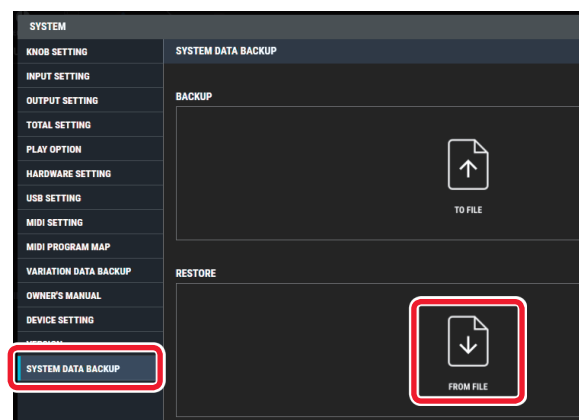 SYSTEM
KNOB SETTING
INPUT SETTING
OUTPUT SETTING
TOTAL SETTING
PLAY OPTION
HARDWARE SETTING
USB SETTING
MIDI SETTING
MIDI PROGRAM MAP
VARIATION DATA BACKUP
OWNER'S MANUAL
DEVICE SETTING
SYSTEM DATA BACKUP
SYSTEM DATA BACKUP
BACKUP
TO FILE
RESTORE
FROM FILE